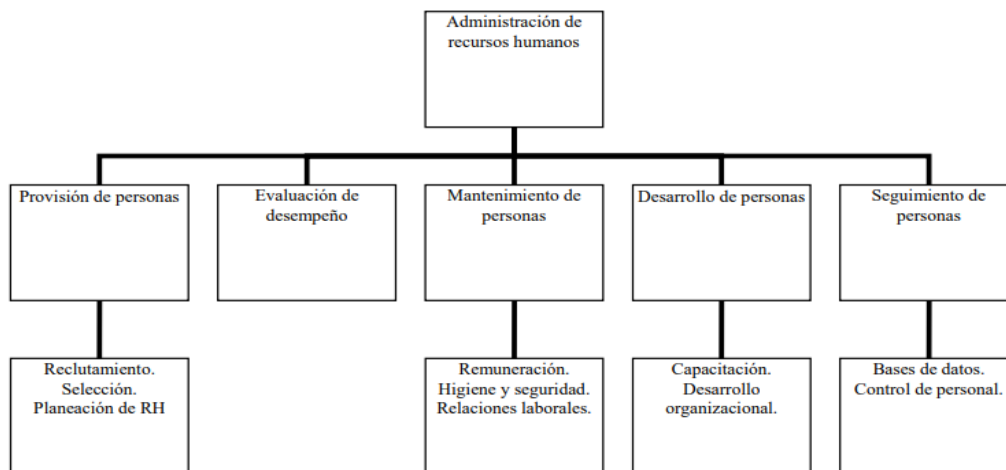 Administración de
recursos humanos
Provisión de personas
Evaluación de
desempeño
Mantenimiento de
personas
Desarrollo de personas
Seguimiento de
personas
Reclutamiento.
Selección.
Planeación de RH
Remuneración.
Higiene y seguridad.
Relaciones laborales.
Capacitación.
Desarrollo
organizacional.
Bases de datos.
Control de personal.